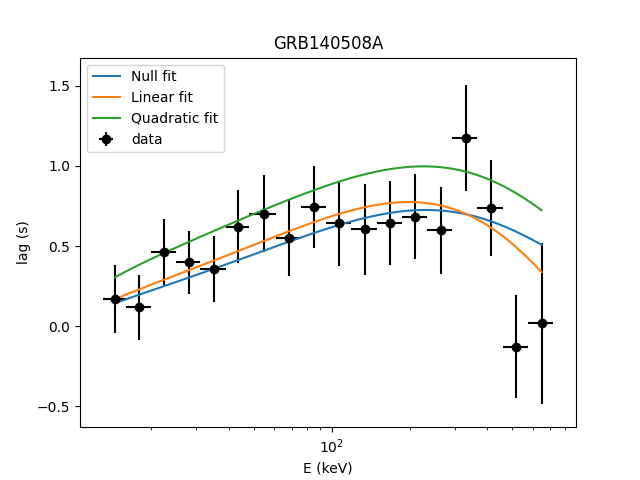 GRB140508A
Null fit
Linear fit
Quadratic fit
data
lag (s)
1.5
1.0
0.5
0.0
−0.5
10²
E (keV)